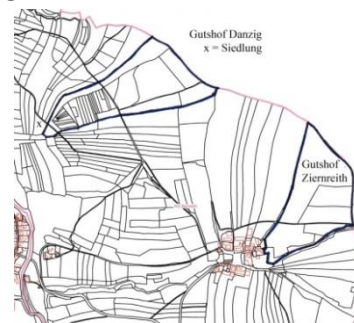 Gutshof Danzig
x = Siedlung
x
Gutshof
Ziernreith